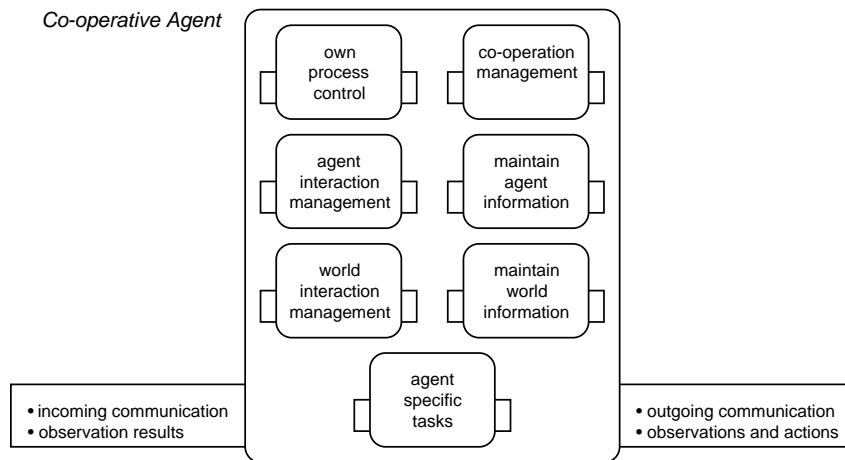 Co-operative Agent
own
process
control
co-operation
management
agent
interaction
management
maintain
agent
information
world
interaction
management
maintain
world
information
agent
specific
tasks
• incoming communication
• observation results
• outgoing communication
• observations and actions